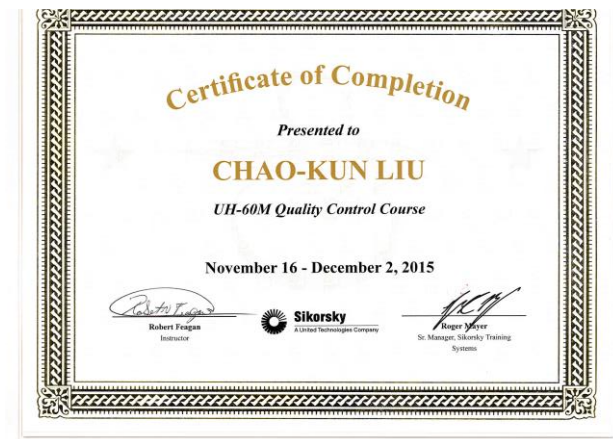 Certificate of Completion
Presented to
CHAO-KUN LIU
UH-60M Quality Control Course
November 16 - December 2, 2015
Robert Feagan
Instructor
Sikorsky
A United Technologies Company
Roger Mayer
Sr. Manager, Sikorsky Training
Systems